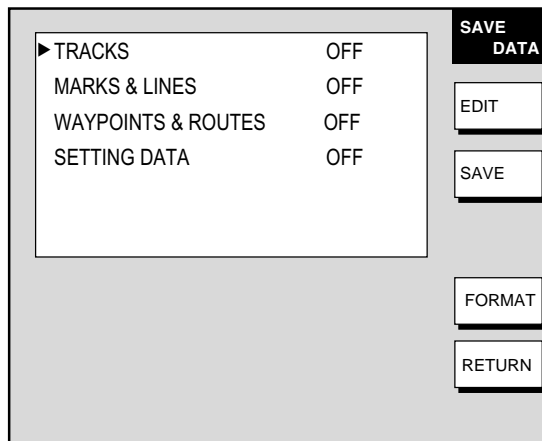 TRACKS OFF
MARKS & LINES OFF
WAYPOINTS & ROUTES OFF
SETTING DATA OFF
SAVE
DATA
EDIT
SAVE
FORMAT
RETURN